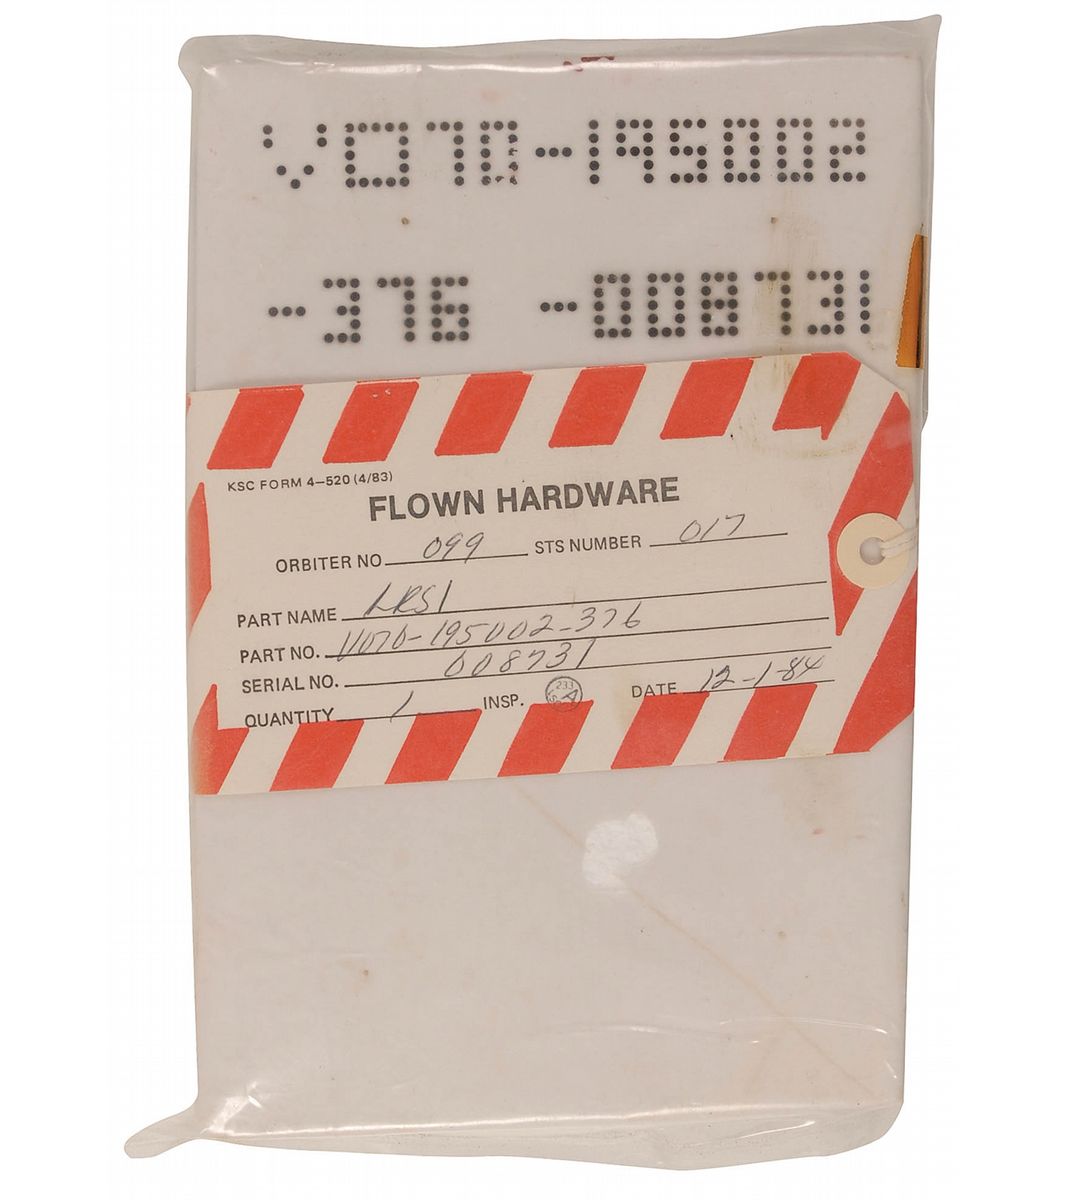 V070-195002
-376 -008731
KSC FORM 4-520 (4/83)
FLOWN HARDWARE
ORBITER NO 099 STS NUMBER 017
PART NAME LRSI
PART NO. V070-195002-376
SERIAL NO. 008731
QUANTITY 1 INSP. 233 DATE 12-1-84